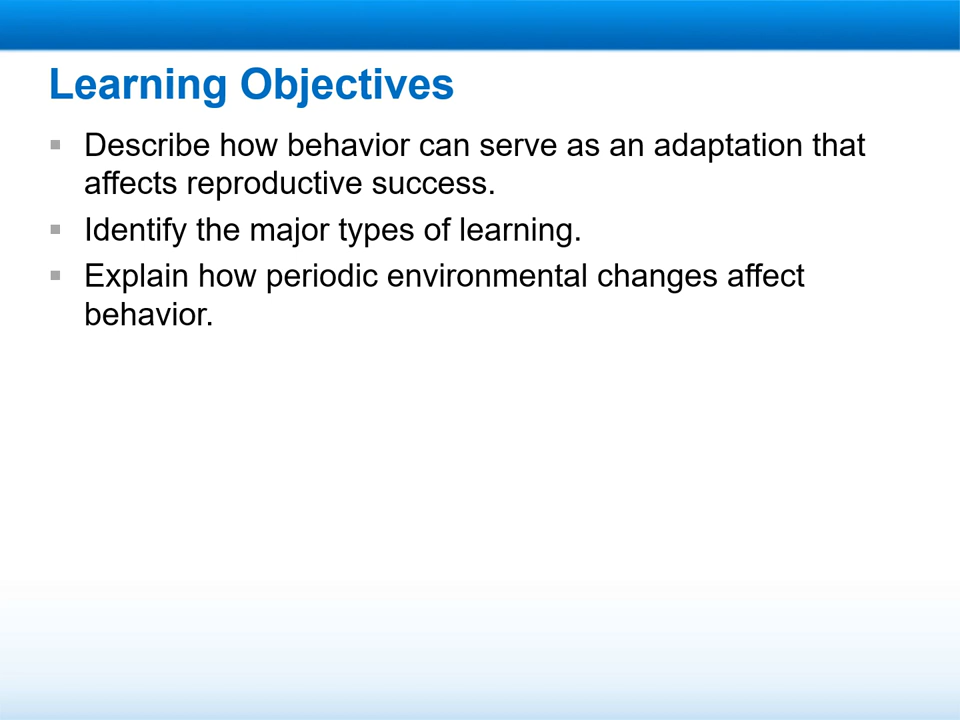 Learning Objectives
▪ Describe how behavior can serve as an adaptation that
affects reproductive success.
▪ Identify the major types of learning.
▪ Explain how periodic environmental changes affect
behavior.